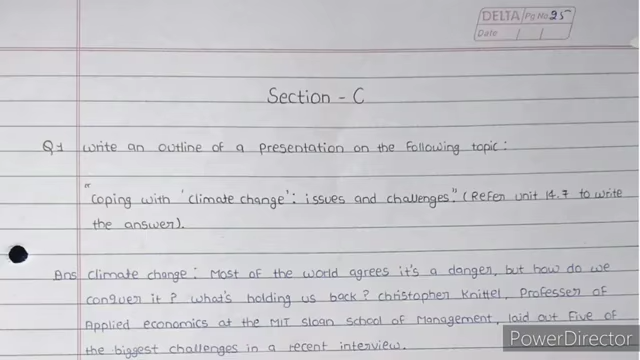 DELTA Pg No 25
Date
Section - C
Q1 Write an outline of a presentation on the following topic:
"Coping with 'climate change': issues and challenges." (Refer unit 14.7 to write
the answer).
Ans Climate change: Most of the world agrees it's a danger, but how do we
conquer it? What's holding us back? Christopher Knittel, Professer of
Applied economics at the MIT Sloan School of Management, laid out five of
the biggest challenges in a recent interview.
PowerDirector